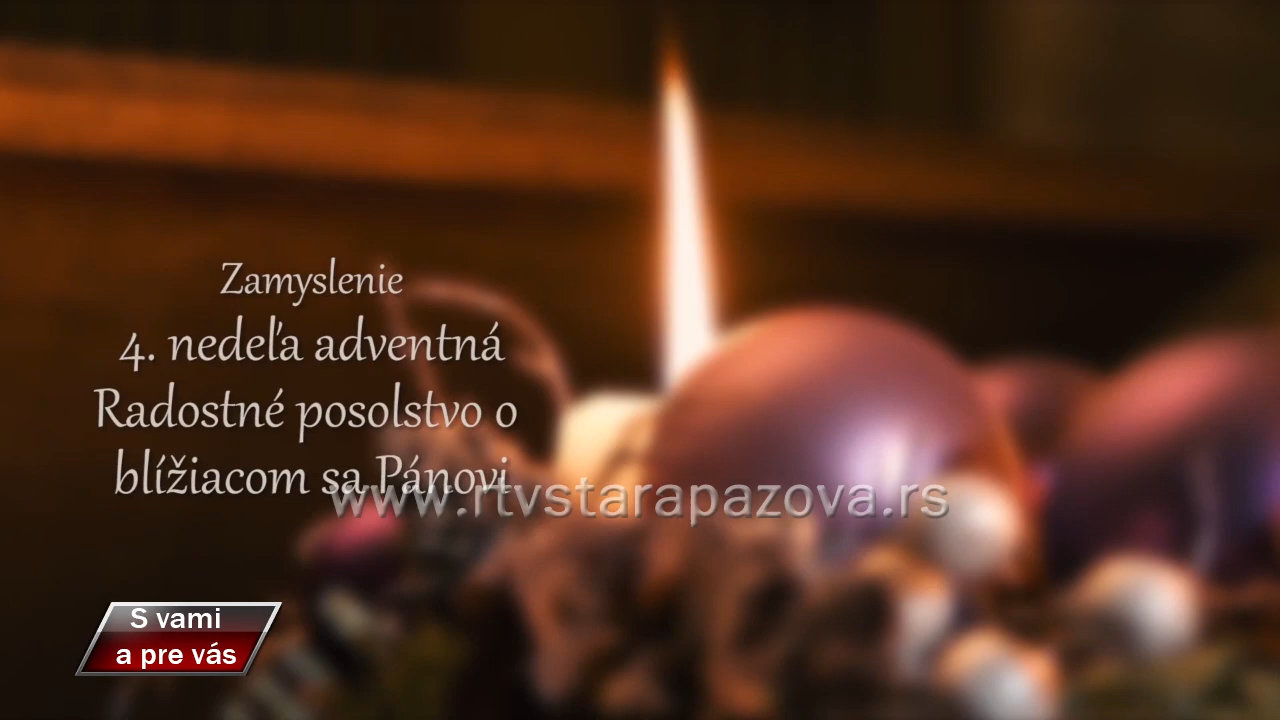 Zamyslenie
4. nedeľa adventná
Radostné posolstvo o
blížiacom sa Pánovi
www.rtvstarapazova.rs
S vami
a pre vás